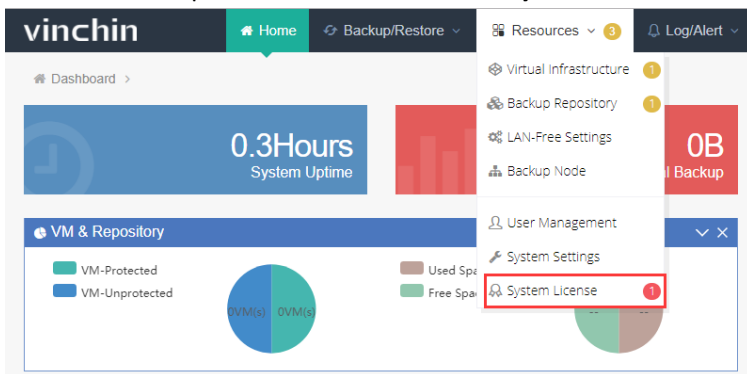 vinchin
Home
Backup/Restore
Resources 3
Log/Alert
Dashboard >
Virtual Infrastructure 1
Backup Repository 1
LAN-Free Settings
Backup Node
User Management
System Settings
System License 1
0.3Hours
System Uptime
0B
Backup
VM & Repository
VM-Protected
VM-Unprotected
0VM(s) 0VM(s)
Used Spa
Free Spa
-- --